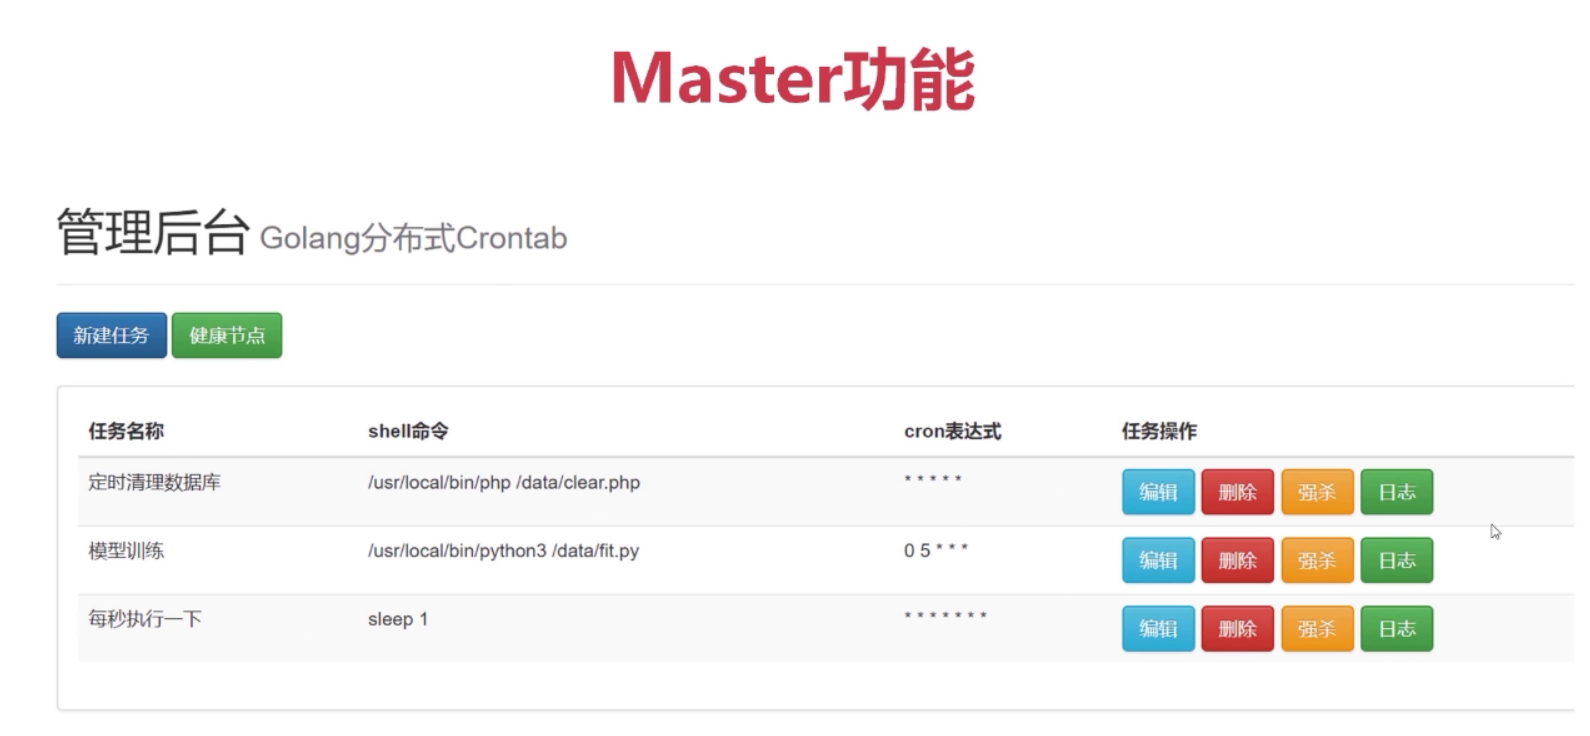 Master功能
管理后台 Golang分布式Crontab
新建任务 健康节点
任务名称 shell命令 cron表达式 任务操作
定时清理数据库 /usr/local/bin/php /data/clear.php * * * * * 编辑 删除 强杀 日志
模型训练 /usr/local/bin/python3 /data/fit.py 0 5 * * * 编辑 删除 强杀 日志
每秒执行一下 sleep 1 * * * * * * * 编辑 删除 强杀 日志